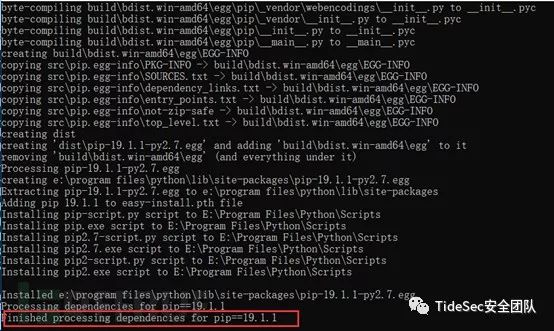 byte-compiling build\bdist.win-amd64\egg\pip\_vendor\webencodings\__init__.py to __init__.pyc
byte-compiling build\bdist.win-amd64\egg\pip\_vendor\__init__.py to __init__.pyc
byte-compiling build\bdist.win-amd64\egg\pip\__init__.py to __init__.pyc
byte-compiling build\bdist.win-amd64\egg\pip\__main__.py to __main__.pyc
creating build\bdist.win-amd64\egg\EGG-INFO
copying src\pip.egg-info\PKG-INFO -> build\bdist.win-amd64\egg\EGG-INFO
copying src\pip.egg-info\SOURCES.txt -> build\bdist.win-amd64\egg\EGG-INFO
copying src\pip.egg-info\dependency_links.txt -> build\bdist.win-amd64\egg\EGG-INFO
copying src\pip.egg-info\entry_points.txt -> build\bdist.win-amd64\egg\EGG-INFO
copying src\pip.egg-info\not-zip-safe -> build\bdist.win-amd64\egg\EGG-INFO
copying src\pip.egg-info\top_level.txt -> build\bdist.win-amd64\egg\EGG-INFO
creating dist
creating 'dist\pip-19.1.1-py2.7.egg' and adding 'build\bdist.win-amd64\egg' to it
removing 'build\bdist.win-amd64\egg' (and everything under it)
Processing pip-19.1.1-py2.7.egg
creating e:\program files\python\lib\site-packages\pip-19.1.1-py2.7.egg
Extracting pip-19.1.1-py2.7.egg to e:\program files\python\lib\site-packages
Adding pip 19.1.1 to easy-install.pth file
Installing pip-script.py script to E:\Program Files\Python\Scripts
Installing pip.exe script to E:\Program Files\Python\Scripts
Installing pip2.7-script.py script to E:\Program Files\Python\Scripts
Installing pip2.7.exe script to E:\Program Files\Python\Scripts
Installing pip2-script.py script to E:\Program Files\Python\Scripts
Installing pip2.exe script to E:\Program Files\Python\Scripts
Installed e:\program files\python\lib\site-packages\pip-19.1.1-py2.7.egg
Processing dependencies for pip==19.1.1
Finished processing dependencies for pip==19.1.1
TideSec安全团队